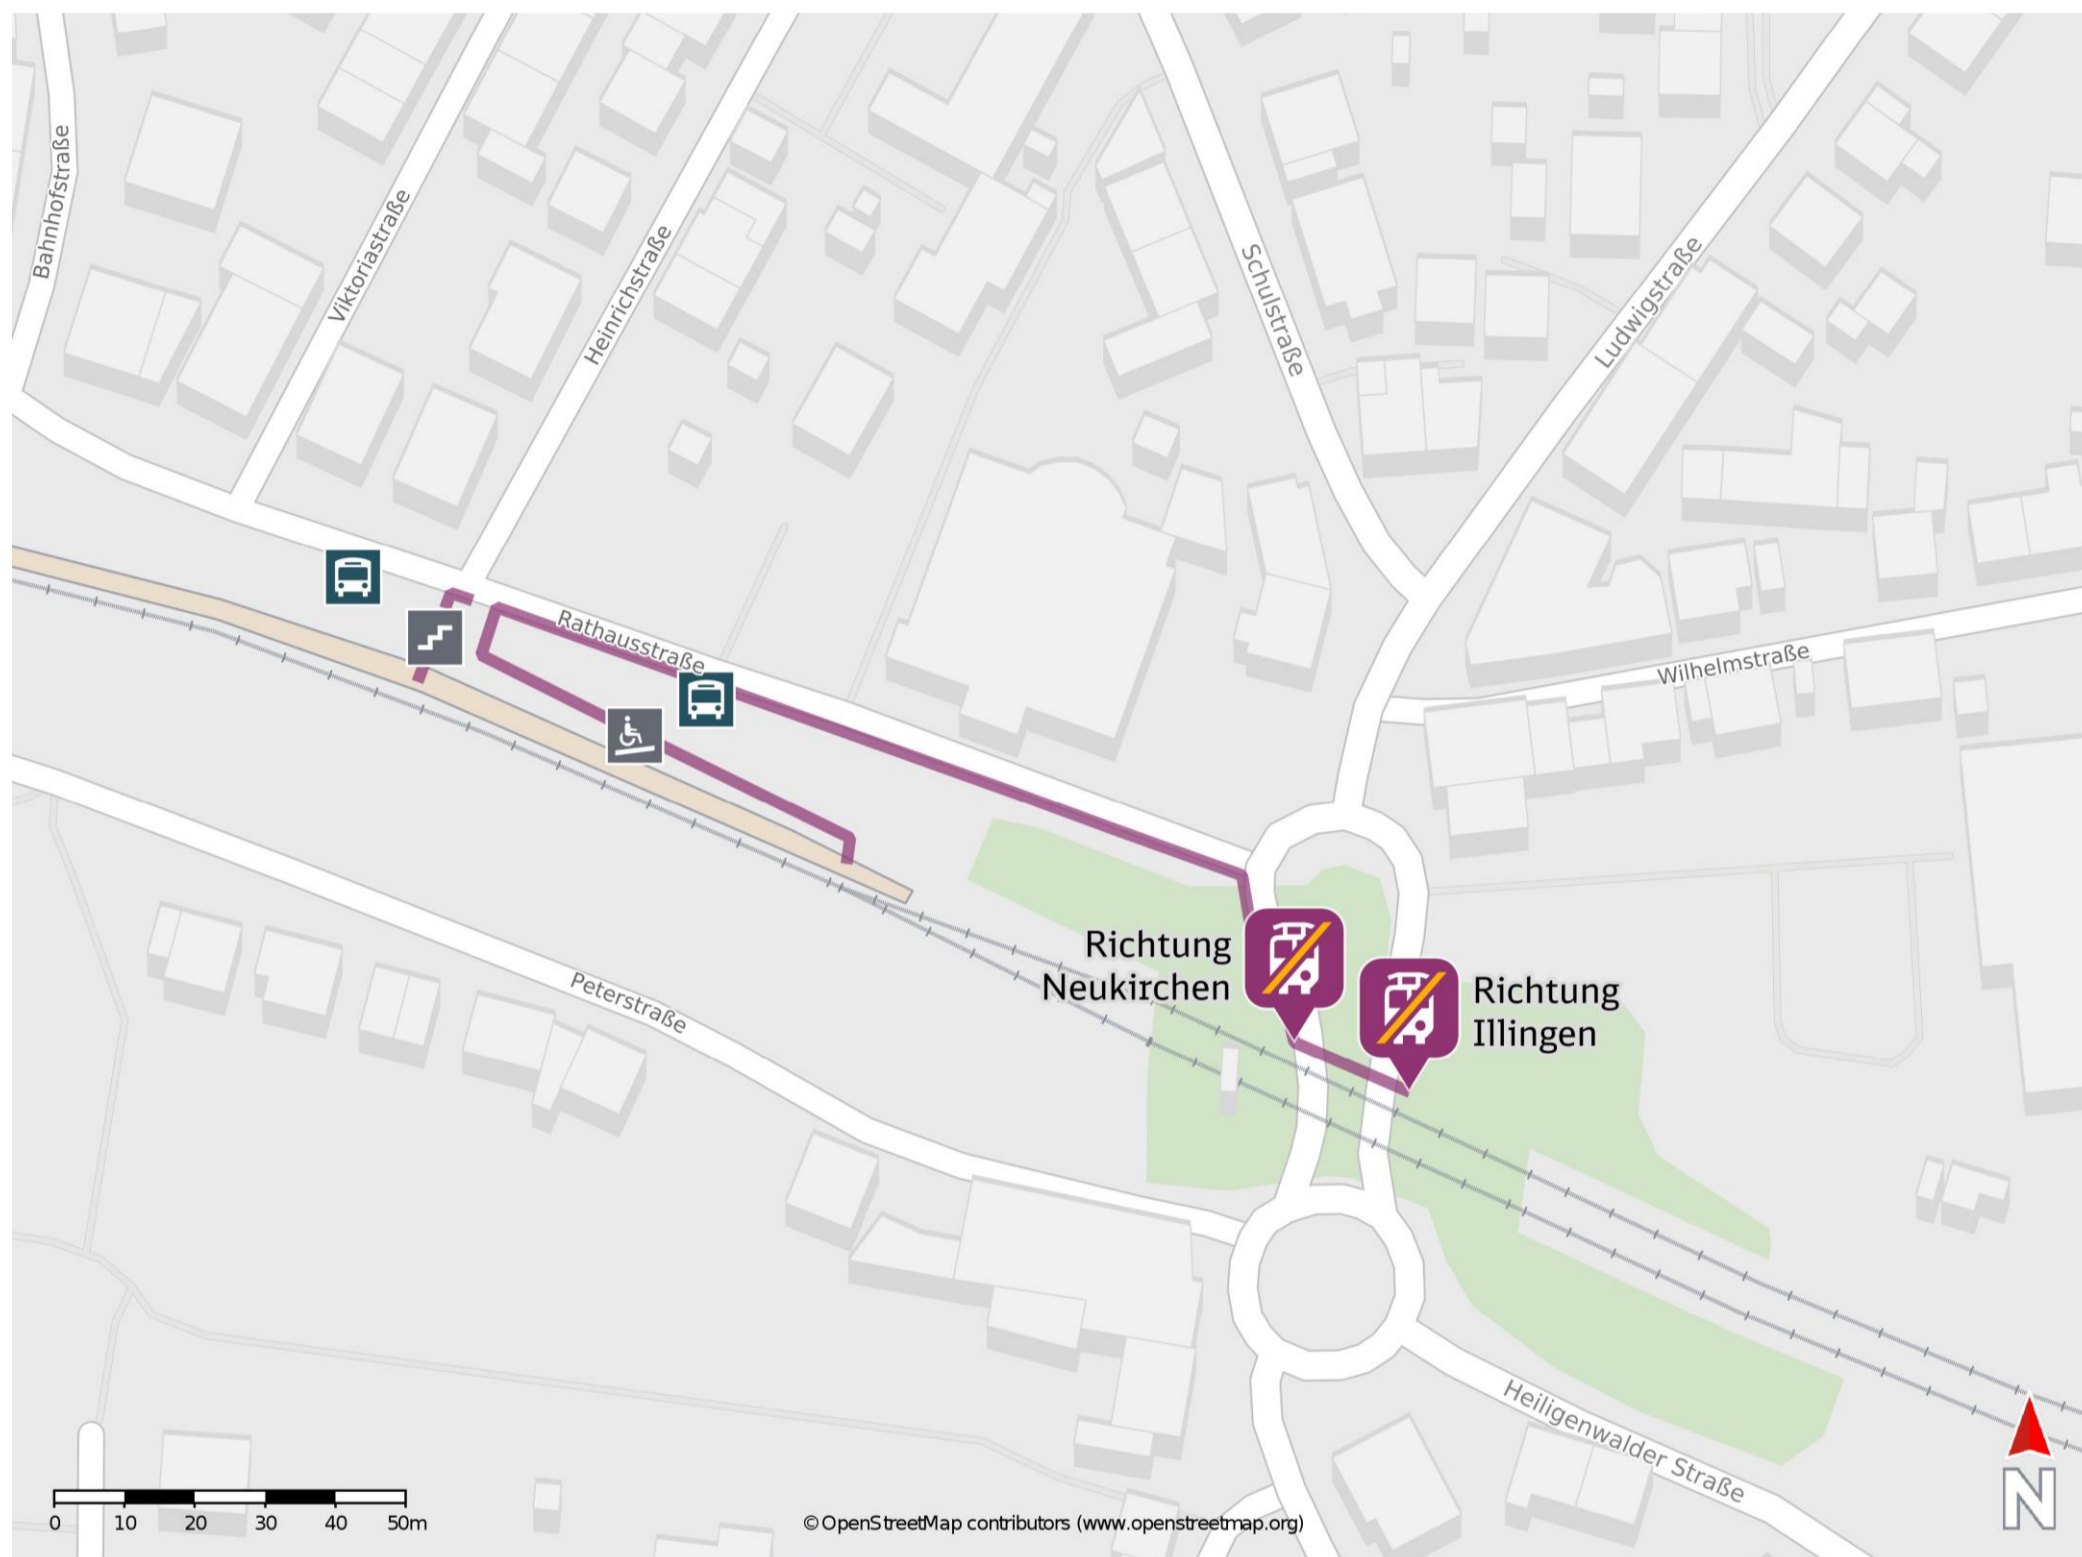 Bahnhofstraße
Viktoriastraße
Heinrichstraße
Schulstraße
Ludwigstraße
Rathausstraße
Wilhelmstraße
Richtung
Neukirchen
Richtung
Illingen
Peterstraße
Heiligenwalder Straße
0 10 20 30 40 50m
© OpenStreetMap contributors (www.openstreetmap.org)
N